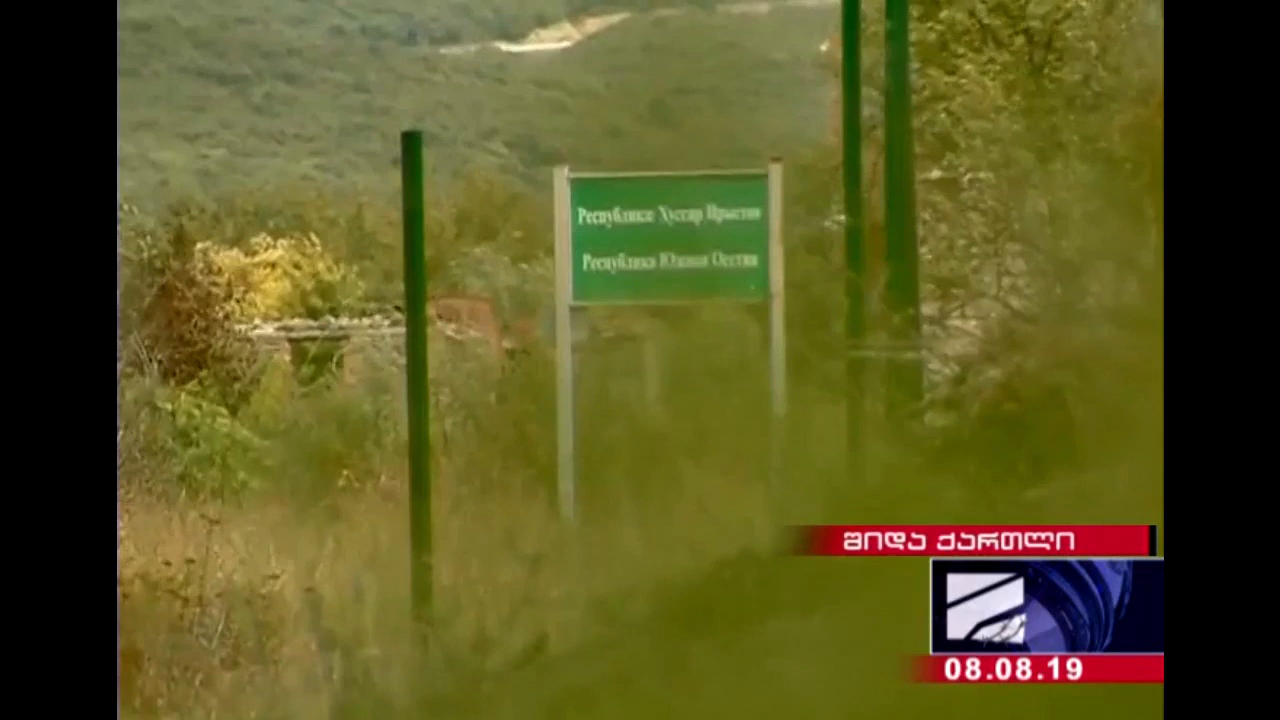 Республикæ Хуссар Ирыстон
Республика Южная Осетия
შიდა ქართლი
08.08.19